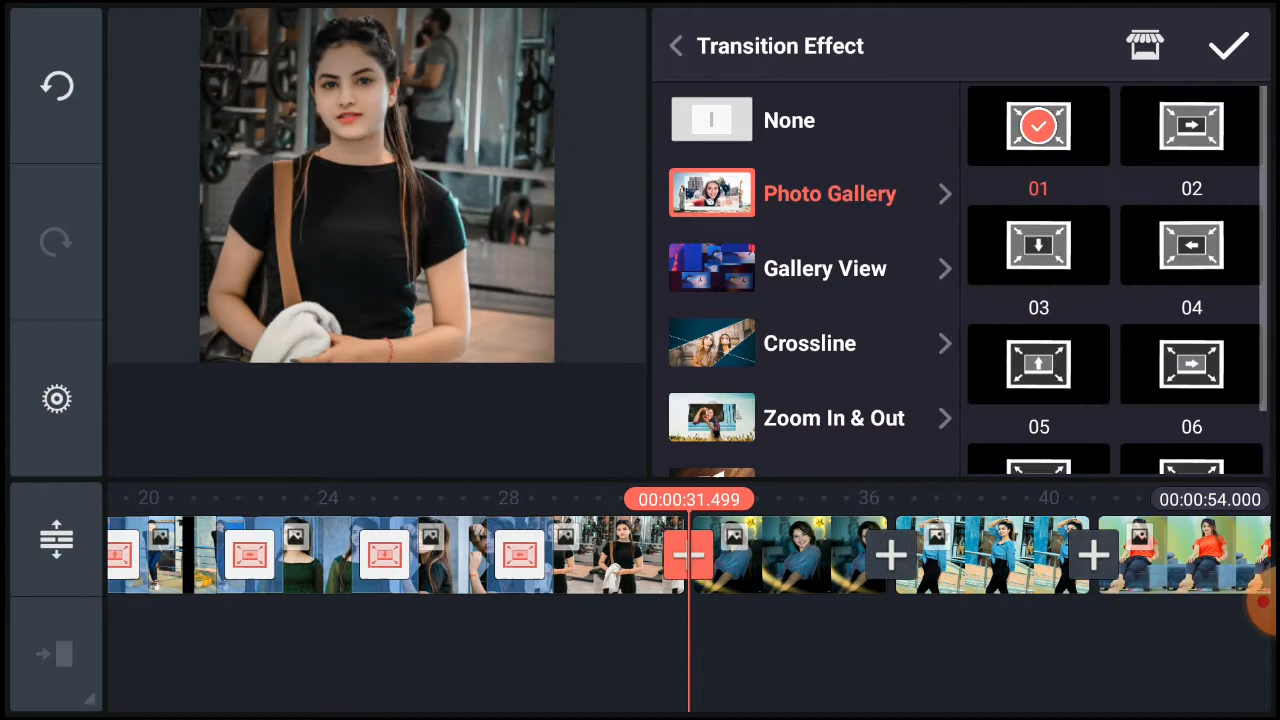 Transition Effect
None
Photo Gallery
Gallery View
Crossline
Zoom In & Out
01
02
03
04
05
06
20
24
28
00:00:31.499
36
40
00:00:54.000